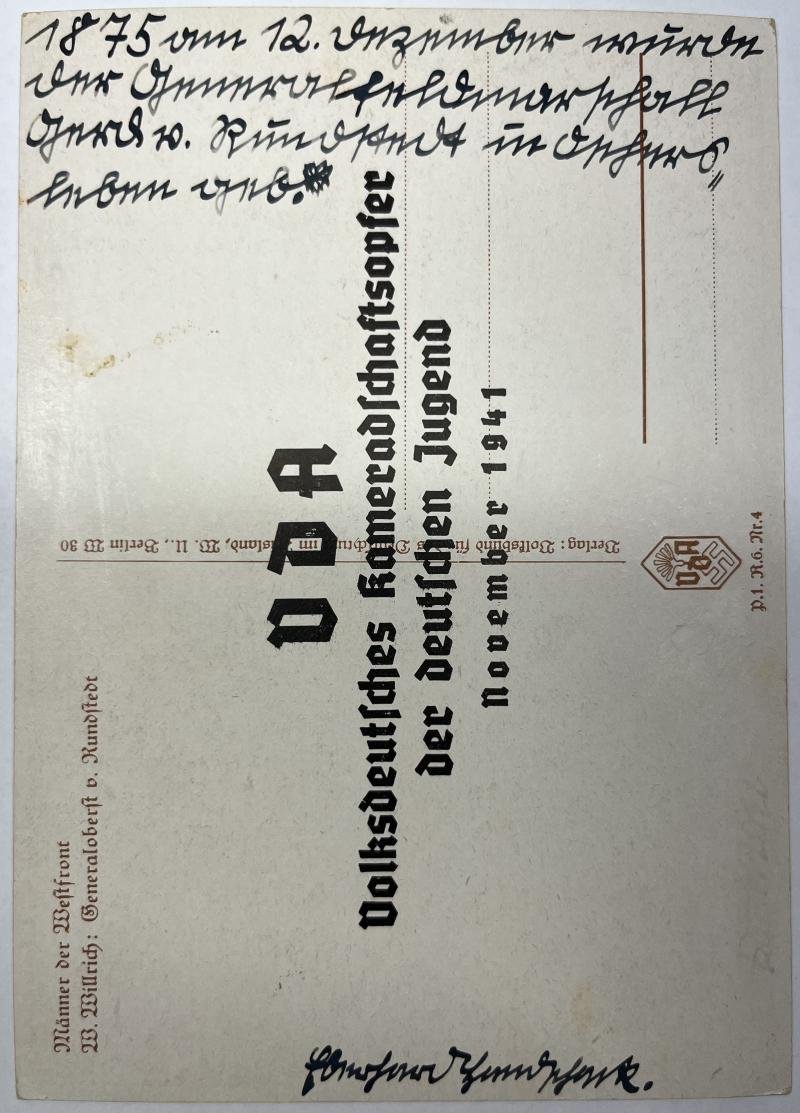 1875 am 12. Dezember wurde
der Generalfeldmarschall
Gerd v. Rundstedt in Aschers„
leben geb.
VDA
Volksdeutsches Kameradschaftsopfer
der deutschen Jugend
November 1941
Männer der Westfront
W. Willrich: Generaloberst v. Rundstedt
Verlag: Volksbund für das Deutschtum im Ausland, W. U., Berlin W 30
VDA
P.1. R.6. Nr.4
Eberhard